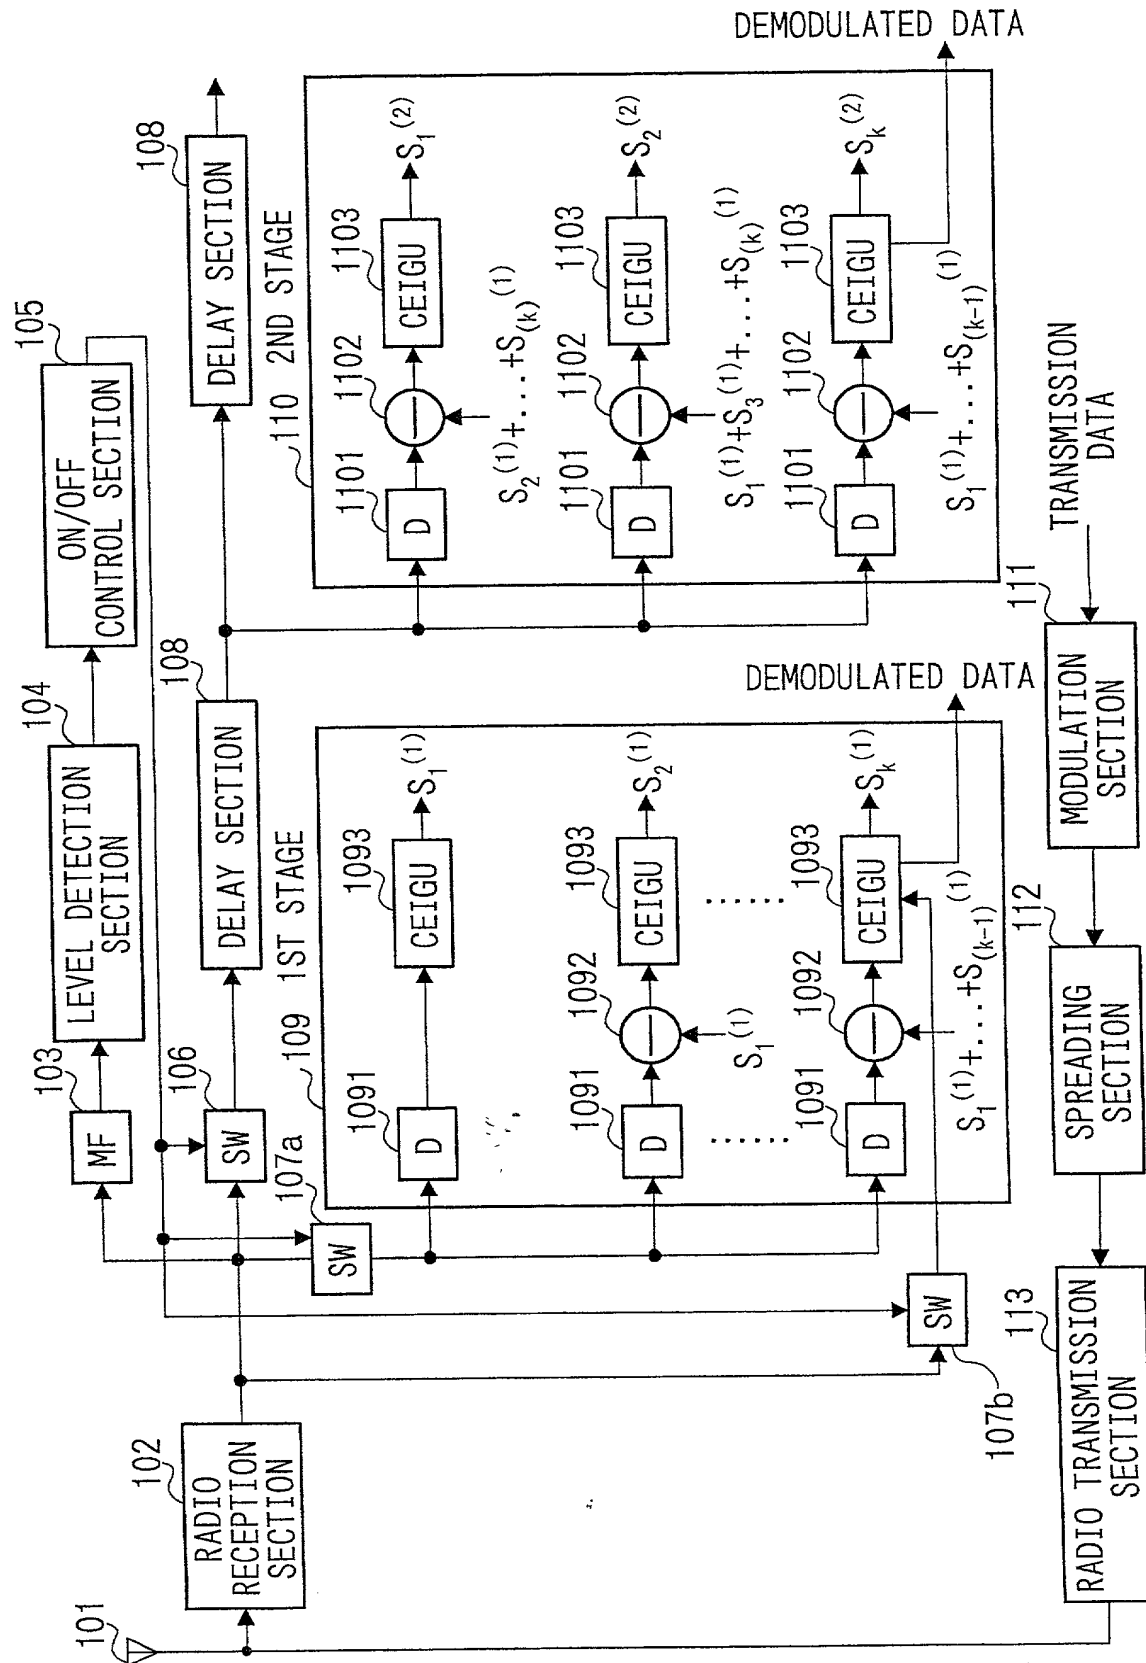 101
102
RADIO
RECEPTION
SECTION
103
MF
104
LEVEL DETECTION
SECTION
105
ON/OFF
CONTROL SECTION
106
SW
107a
SW
107b
SW
108
DELAY SECTION
108
DELAY SECTION
109 1ST STAGE
1091
D
1093
CEIGU
S1(1)
1091
D
1092
S1(1)
1093
CEIGU
S2(1)
......
......
1091
D
1092
S1(1)+...+S(k-1)(1)
1093
CEIGU
Sk(1)
DEMODULATED DATA
110 2ND STAGE
1101
D
1102
S2(1)+...+S(k)(1)
1103
CEIGU
S1(2)
1101
D
1102
S1(1)+S3(1)+...+S(k)(1)
1103
CEIGU
S2(2)
1101
D
1102
S1(1)+...+S(k-1)(1)
1103
CEIGU
Sk(2)
DEMODULATED DATA
TRANSMISSION
DATA
111
MODULATION
SECTION
112
SPREADING
SECTION
113
RADIO TRANSMISSION
SECTION